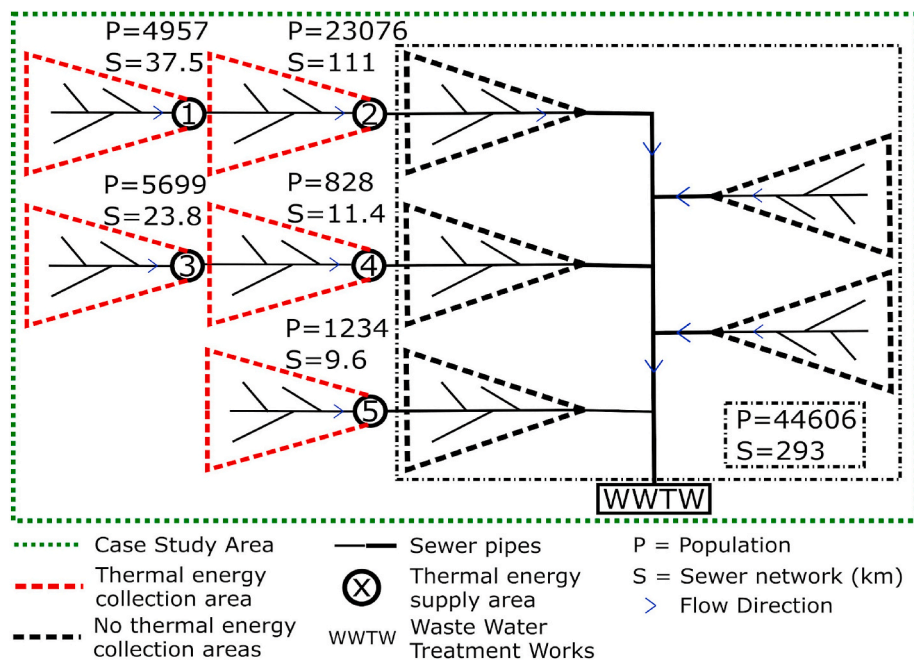 P=4957
S=37.5
P=23076
S=111
1
2
P=5699
S=23.8
P=828
S=11.4
3
4
P=1234
S=9.6
5
P=44606
S=293
WWTW
Case Study Area
Sewer pipes
P = Population
Thermal energy
collection area
X
Thermal energy
supply area
S = Sewer network (km)
Flow Direction
No thermal energy
collection areas
WWTW
Waste Water
Treatment Works